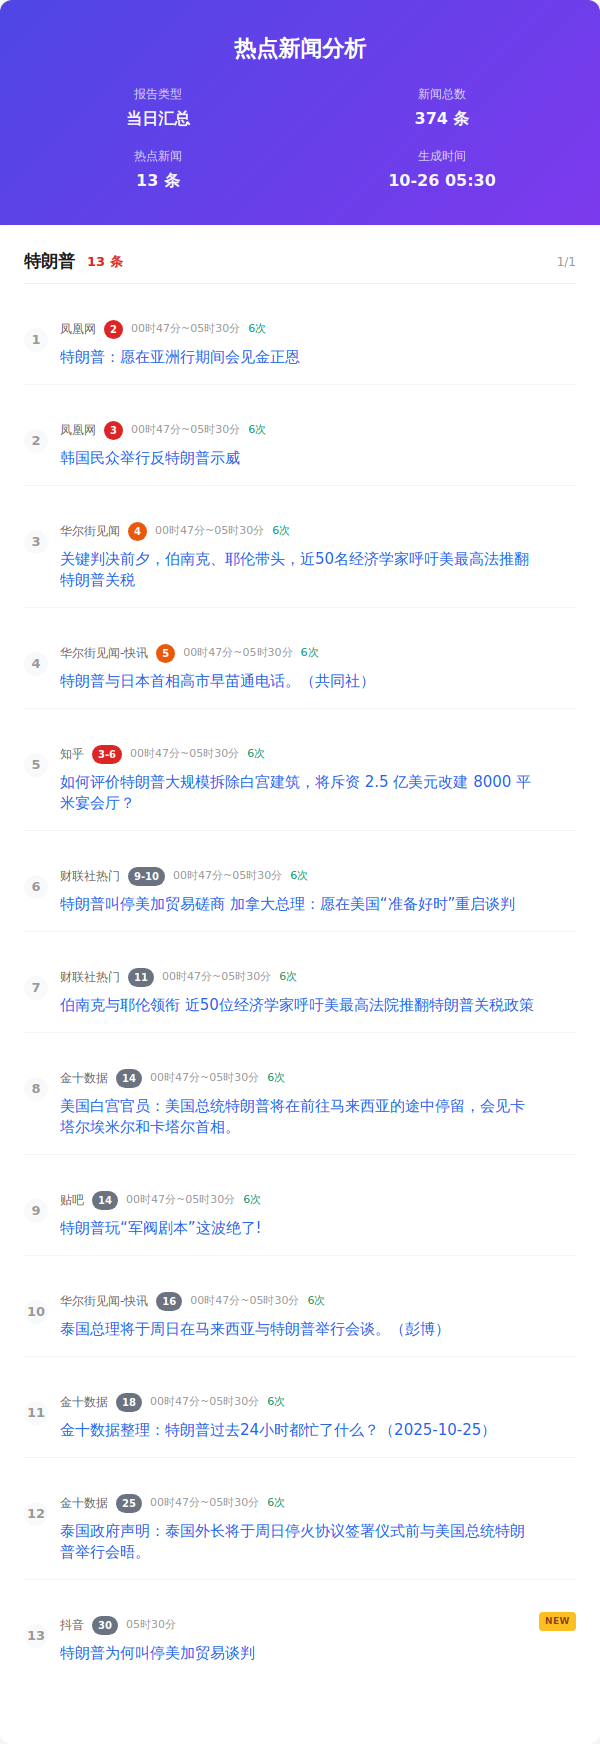 热点新闻分析
报告类型
新闻总数
当日汇总
374 条
热点新闻
生成时间
13 条
10-26 05:30
特朗普 13 条 1/1
1 凤凰网 2 00时47分~05时30分 6次
特朗普：愿在亚洲行期间会见金正恩
2 凤凰网 3 00时47分~05时30分 6次
韩国民众举行反特朗普示威
3 华尔街见闻 4 00时47分~05时30分 6次
关键判决前夕，伯南克、耶伦带头，近50名经济学家呼吁美最高法推翻
特朗普关税
4 华尔街见闻-快讯 5 00时47分~05时30分 6次
特朗普与日本首相高市早苗通电话。（共同社）
5 知乎 3-6 00时47分~05时30分 6次
如何评价特朗普大规模拆除白宫建筑，将斥资 2.5 亿美元改建 8000 平
米宴会厅？
6 财联社热门 9-10 00时47分~05时30分 6次
特朗普叫停美加贸易磋商 加拿大总理：愿在美国“准备好时”重启谈判
7 财联社热门 11 00时47分~05时30分 6次
伯南克与耶伦领衔 近50位经济学家呼吁美最高法院推翻特朗普关税政策
8 金十数据 14 00时47分~05时30分 6次
美国白宫官员：美国总统特朗普将在前往马来西亚的途中停留，会见卡
塔尔埃米尔和卡塔尔首相。
9 贴吧 14 00时47分~05时30分 6次
特朗普玩“军阀剧本”这波绝了!
10 华尔街见闻-快讯 16 00时47分~05时30分 6次
泰国总理将于周日在马来西亚与特朗普举行会谈。（彭博）
11 金十数据 18 00时47分~05时30分 6次
金十数据整理：特朗普过去24小时都忙了什么？（2025-10-25）
12 金十数据 25 00时47分~05时30分 6次
泰国政府声明：泰国外长将于周日停火协议签署仪式前与美国总统特朗
普举行会晤。
13 抖音 30 05时30分 NEW
特朗普为何叫停美加贸易谈判